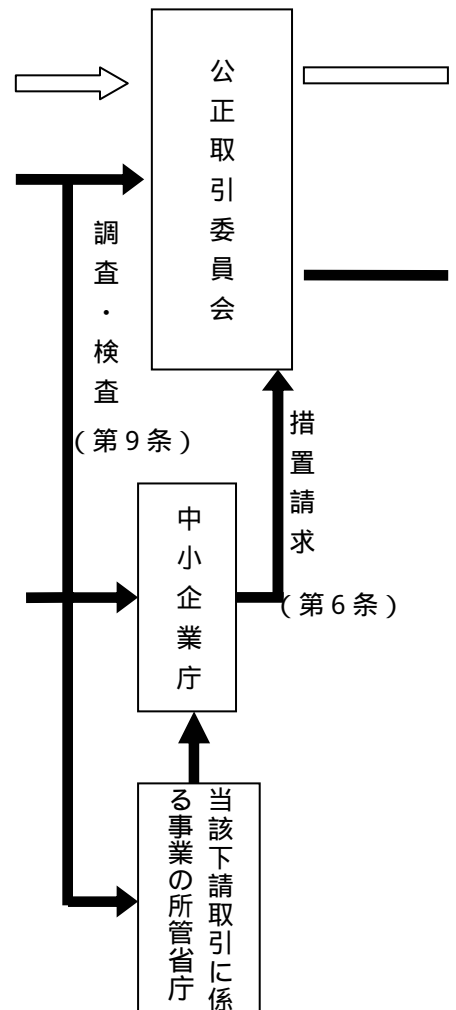 公正取引委員会
調査・検査
(第9条)
措置請求
(第6条)
中小企業庁
当該下請取引に係
る事業の所管省庁